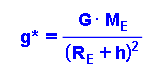 g* = G · M_E / (R_E + h)²